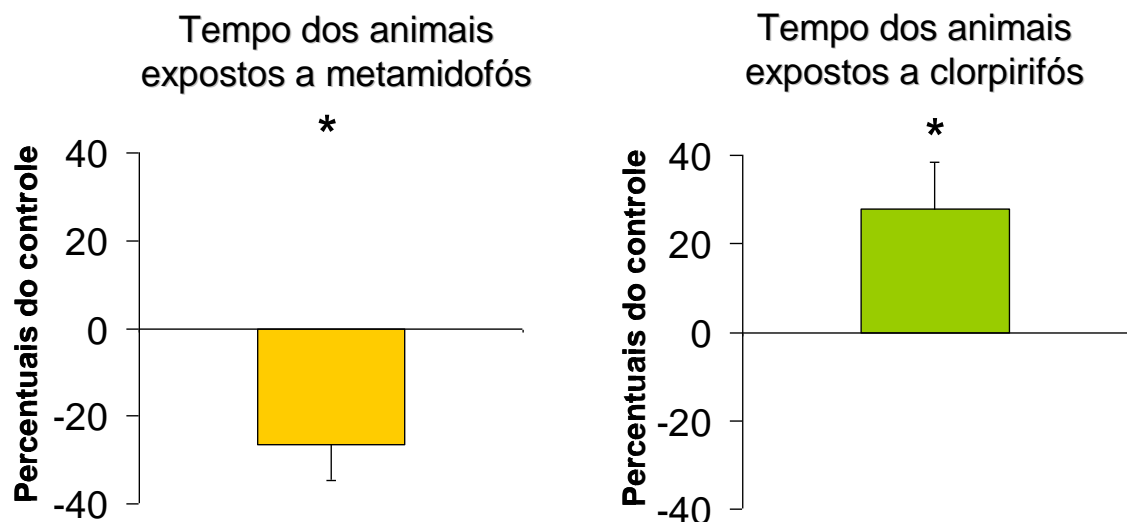 Tempo dos animais
expostos a metamidofós
*
Percentuais do controle
40
20
0
-20
-40
Tempo dos animais
expostos a clorpirifós
*
Percentuais do controle
40
20
0
-20
-40